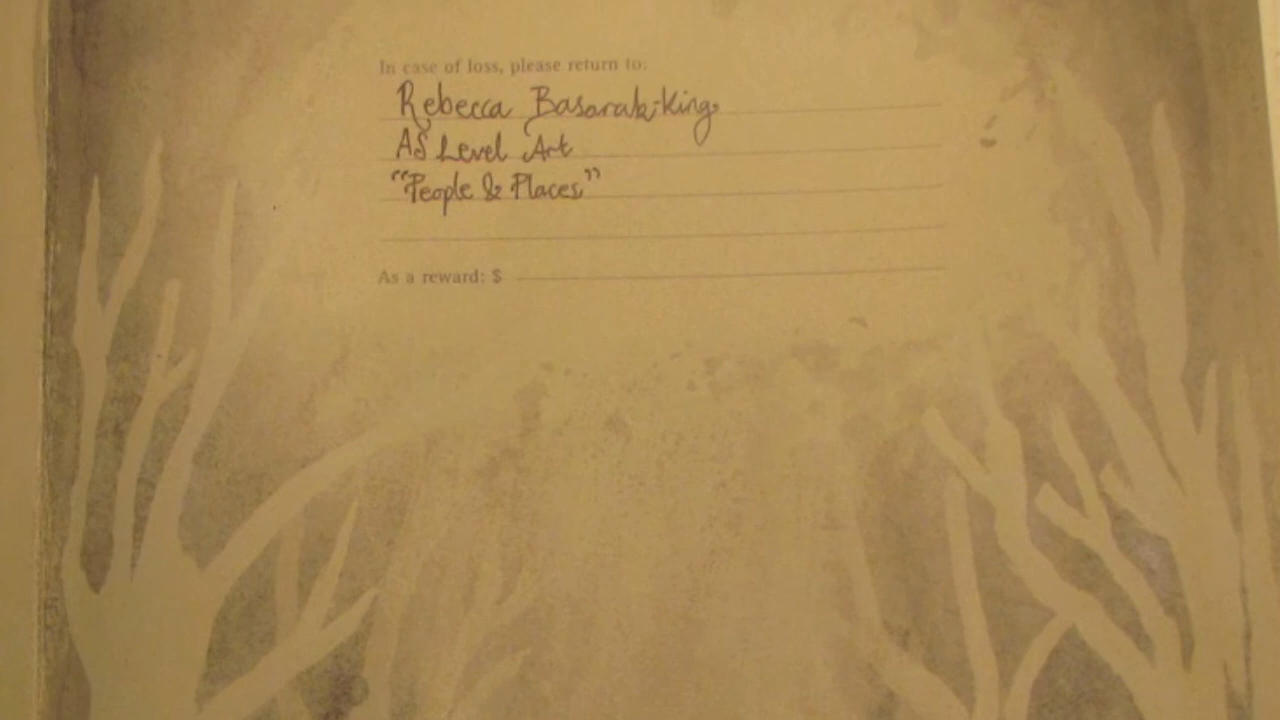 In case of loss, please return to:
Rebecca Basarab-King
AS Level Art
"People & Places"
As a reward: $